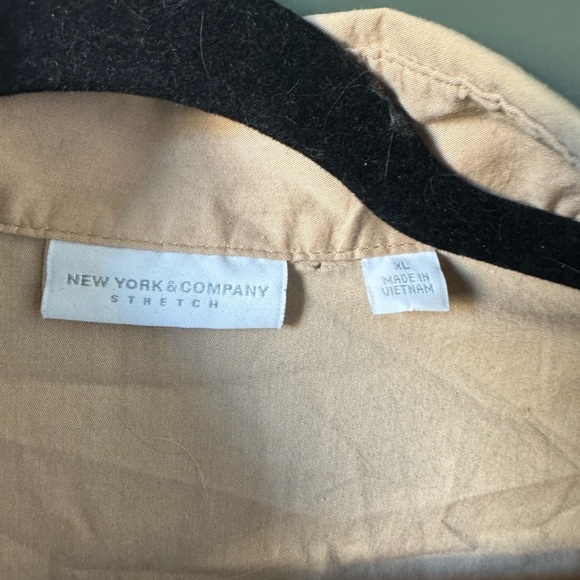 NEW YORK & COMPANY
STRETCH
XL
MADE IN
VIETNAM